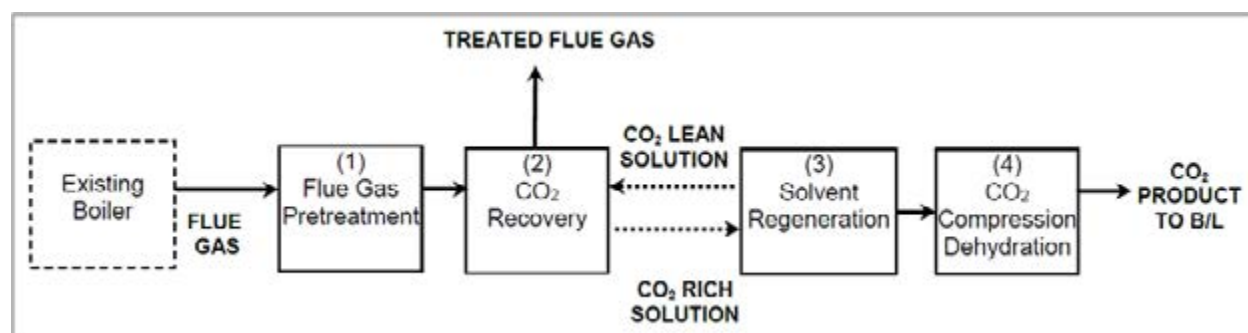 TREATED FLUE GAS
Existing
Boiler
FLUE
GAS
(1)
Flue Gas
Pretreatment
(2)
CO₂
Recovery
CO₂ LEAN
SOLUTION
CO₂ RICH
SOLUTION
(3)
Solvent
Regeneration
(4)
CO₂
Compression
Dehydration
CO₂
PRODUCT
TO B/L